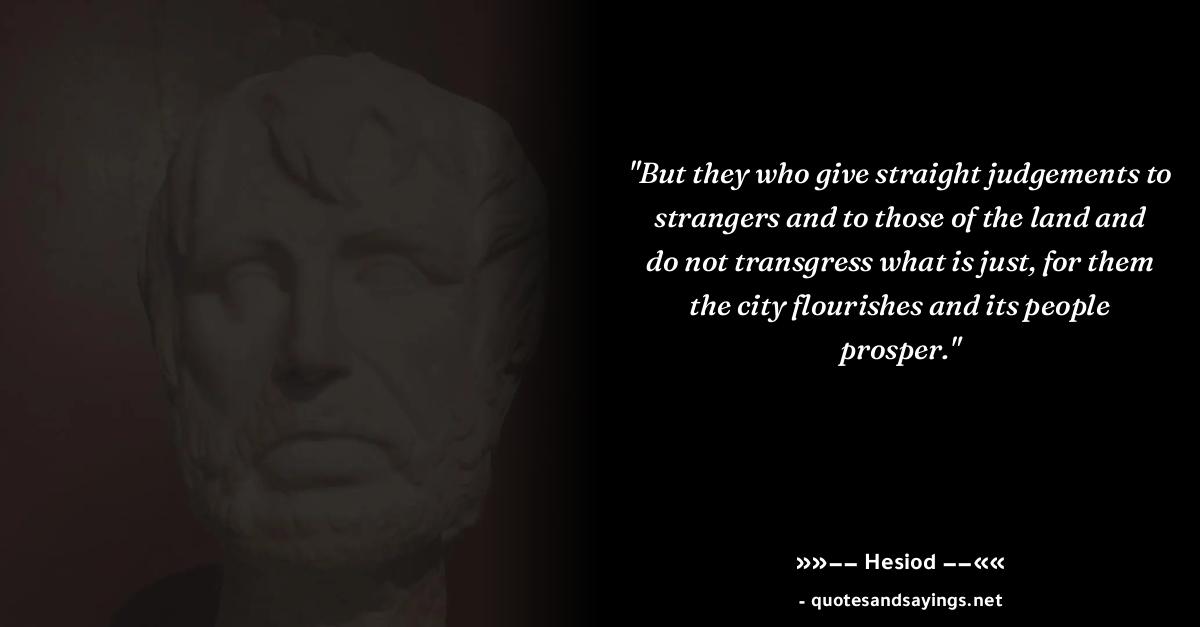 "But they who give straight judgements to
strangers and to those of the land and
do not transgress what is just, for them
the city flourishes and its people
prosper."
»»−− Hesiod −−««
- quotesandsayings.net